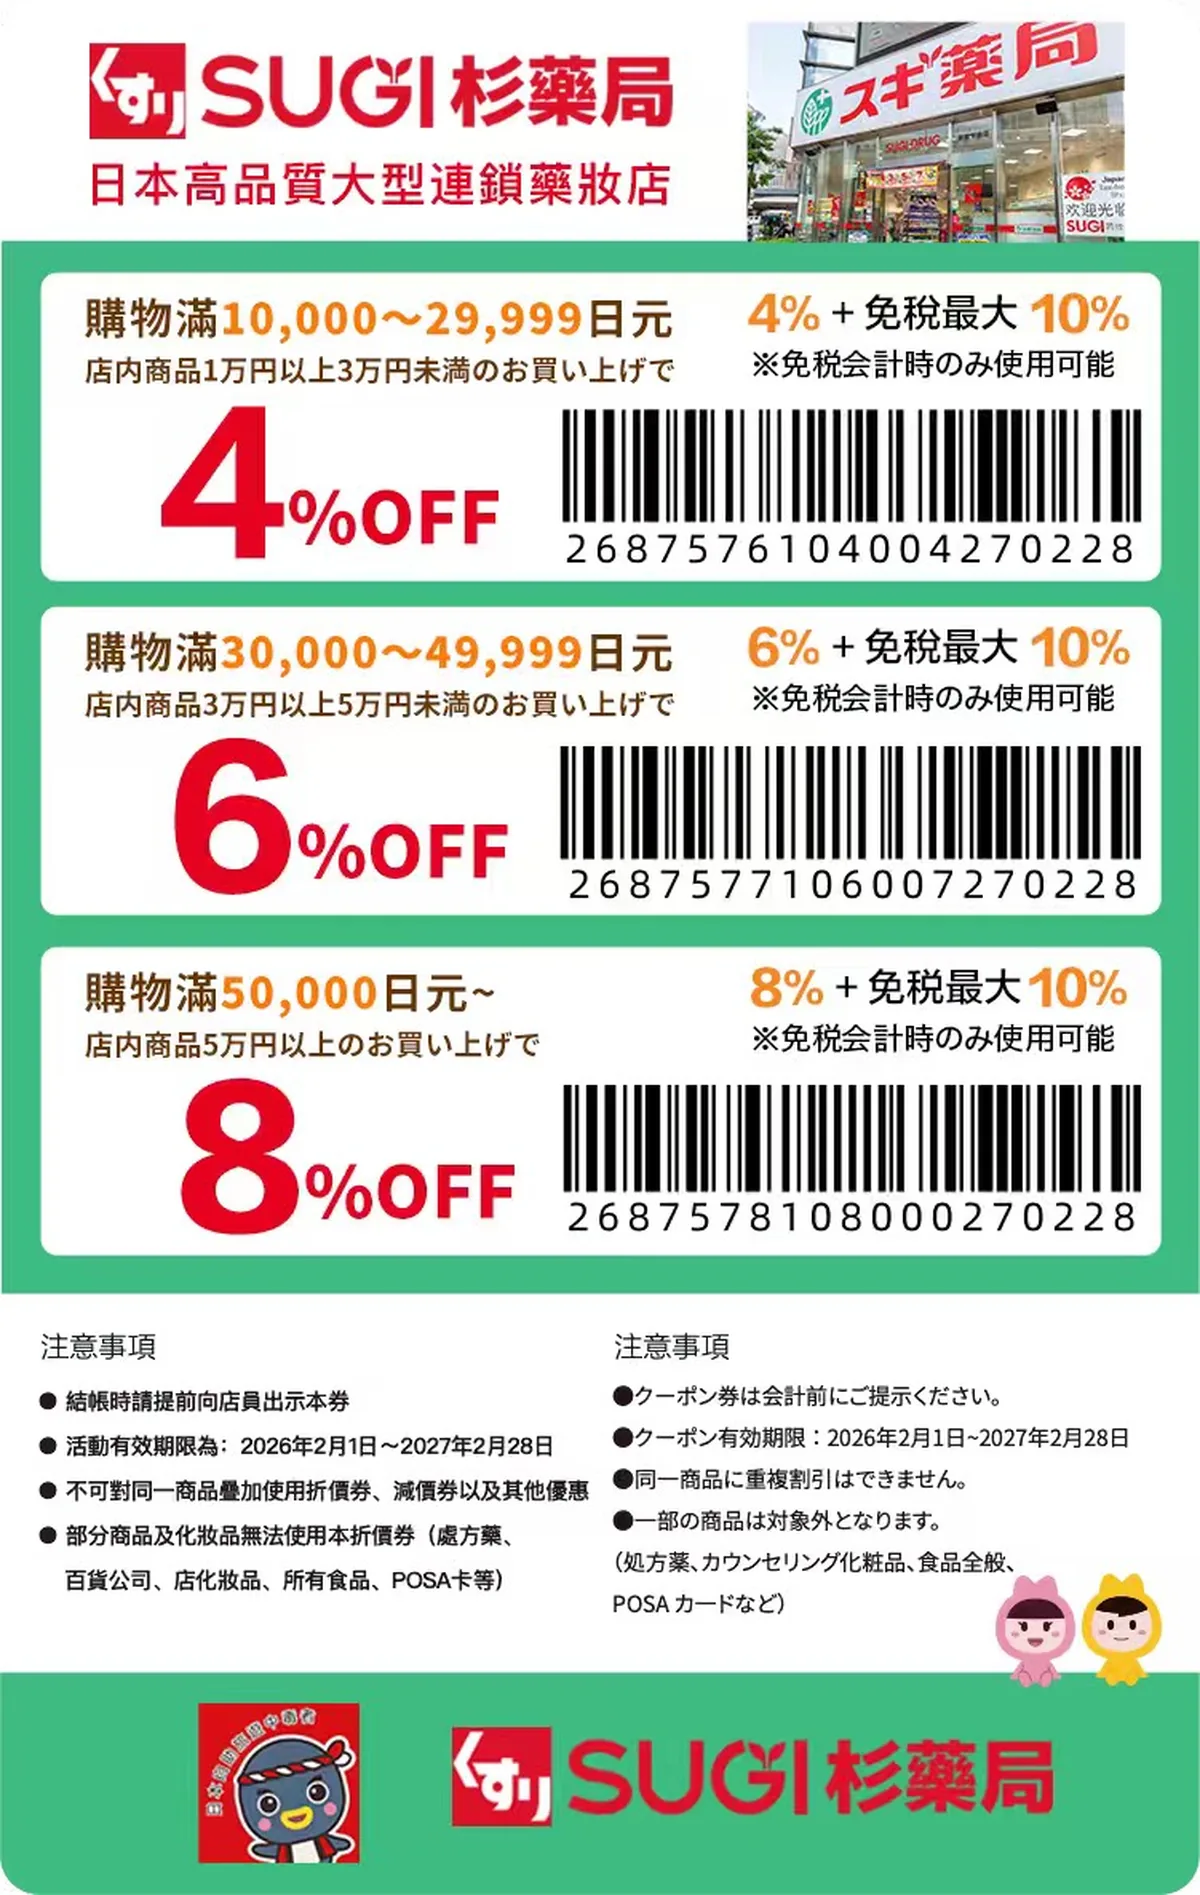 くすり SUGI 杉藥局
日本高品質大型連鎖藥妝店
スギ薬局
SUGI DRUG
Japan
欢迎光临
SUGI
購物滿10,000～29,999日元
店内商品1万円以上3万円未満のお買い上げで
4%OFF
4% + 免税最大 10%
※免税会計時のみ使用可能
2687576104004270228
購物滿30,000～49,999日元
店内商品3万円以上5万円未満のお買い上げで
6%OFF
6% + 免税最大 10%
※免税会計時のみ使用可能
2687577106007270228
購物滿50,000日元~
店内商品5万円以上のお買い上げで
8%OFF
8% + 免税最大 10%
※免税会計時のみ使用可能
2687578108000270228
注意事項
● 結帳時請提前向店員出示本券
● 活動有效期限為：2026年2月1日～2027年2月28日
● 不可對同一商品疊加使用折價券、減價券以及其他優惠
● 部分商品及化妝品無法使用本折價券（處方藥、
百貨公司、店化妝品、所有食品、POSA卡等）
注意事項
●クーポン券は会計前にご提示ください。
●クーポン有効期限：2026年2月1日~2027年2月28日
●同一商品に重複割引はできません。
●一部の商品は対象外となります。
（処方薬、カウンセリング化粧品、食品全般、
POSA カードなど）
日本自助旅遊中毒者
くすり SUGI 杉藥局